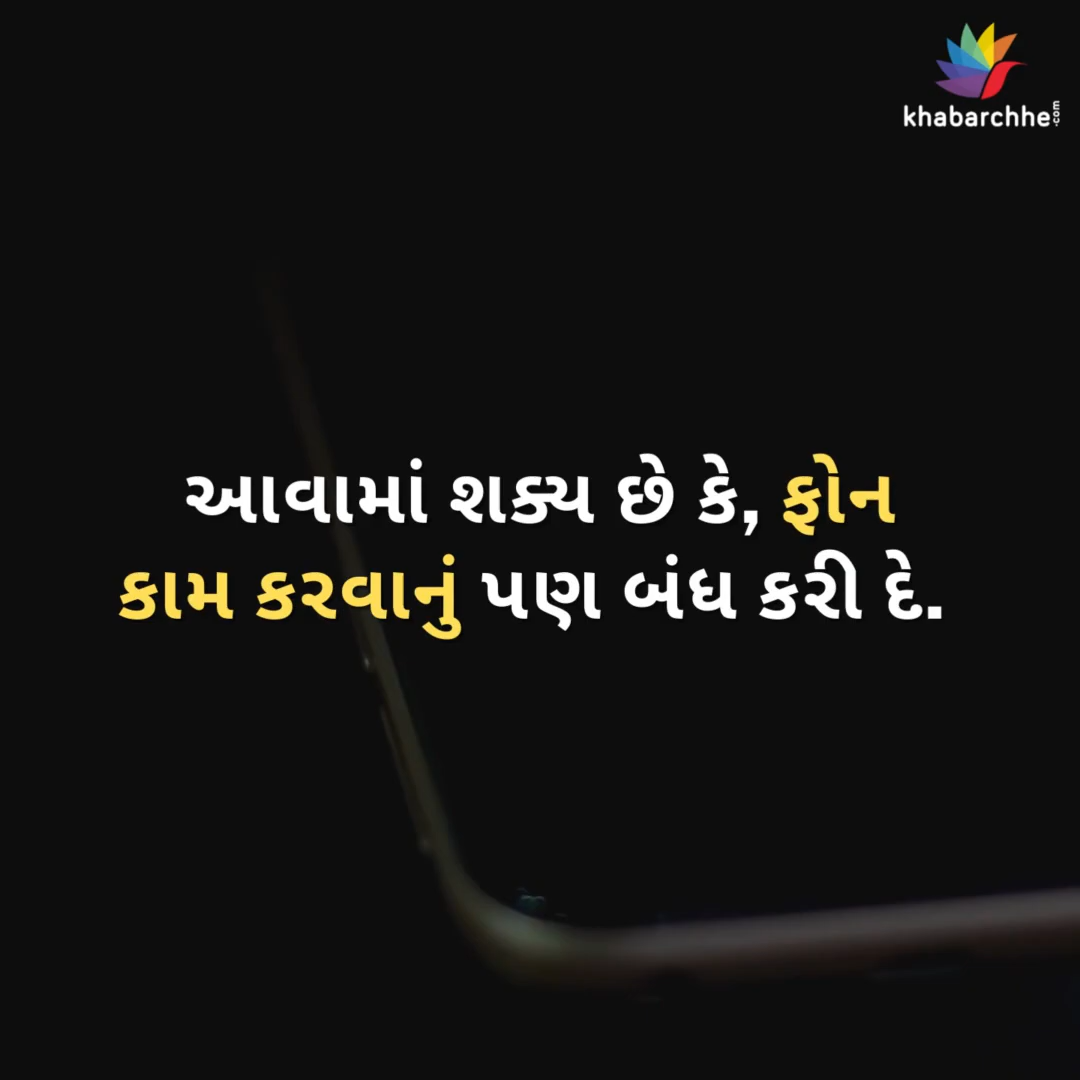 khabarchhe.com
આવામાં શક્ય છે કે, ફોન
કામ કરવાનું પણ બંધ કરી દે.